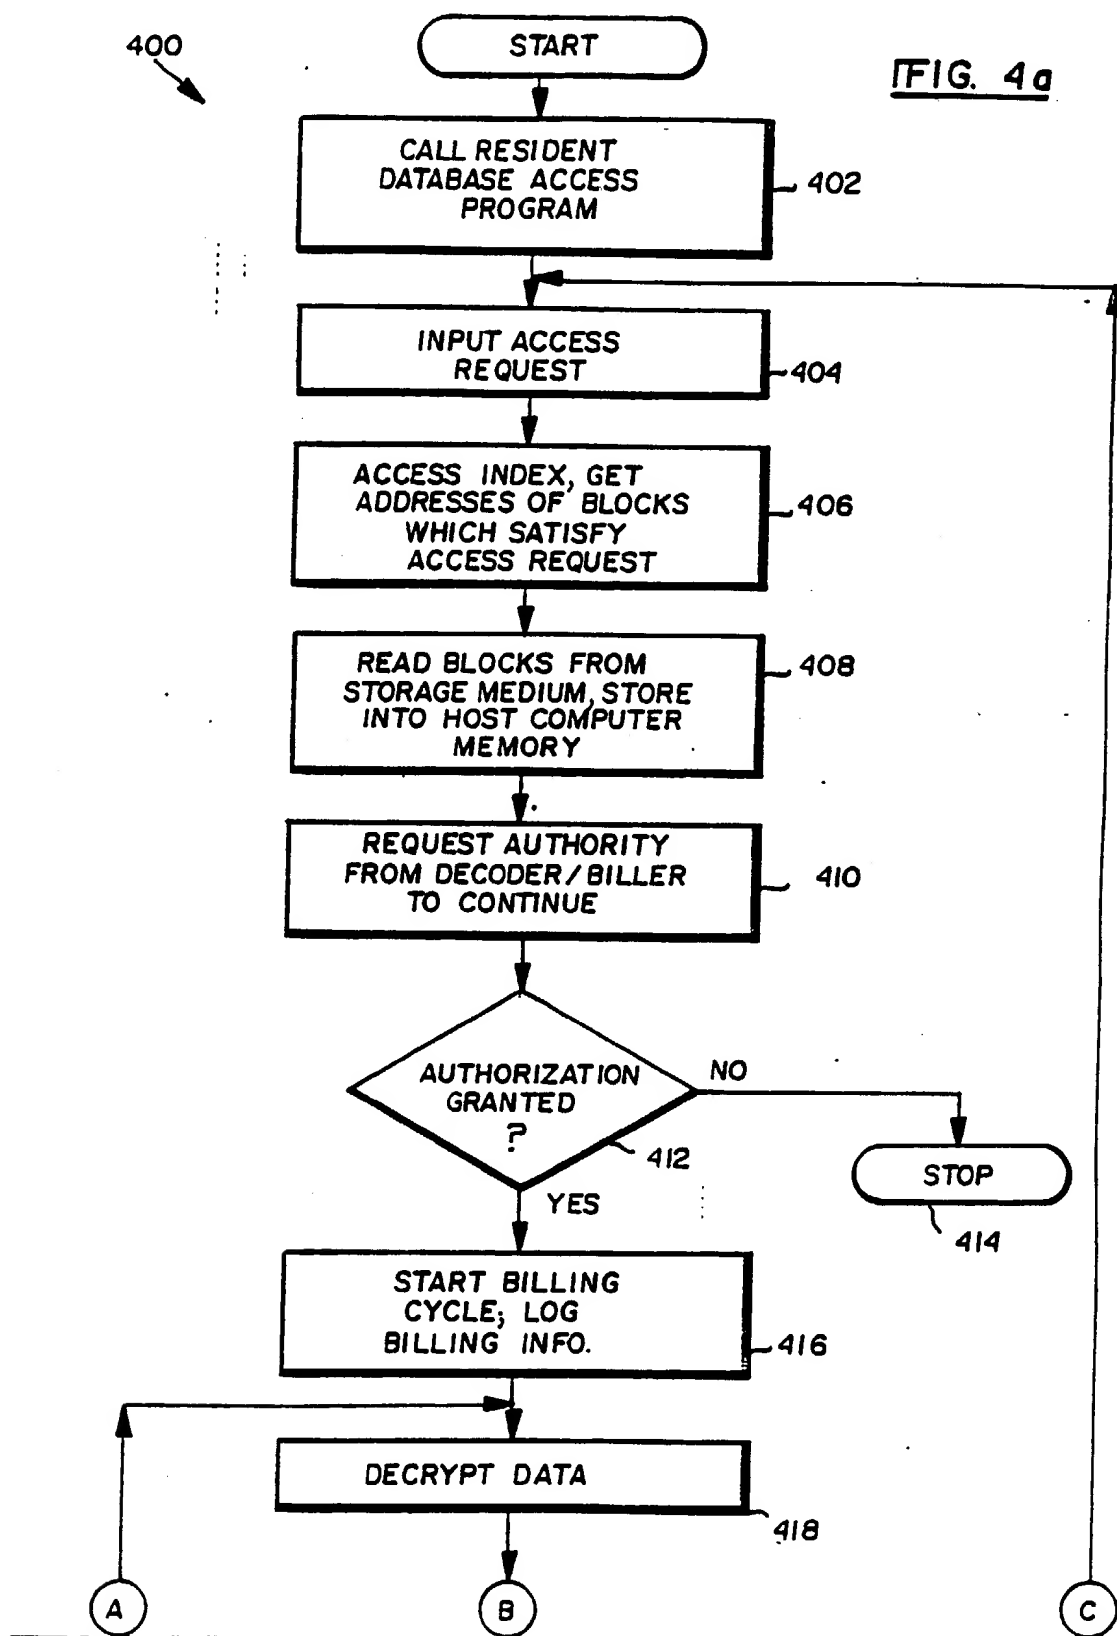 400
START
FIG. 4a
CALL RESIDENT
DATABASE ACCESS
PROGRAM
402
INPUT ACCESS
REQUEST
404
ACCESS INDEX, GET
ADDRESSES OF BLOCKS
WHICH SATISFY
ACCESS REQUEST
406
READ BLOCKS FROM
STORAGE MEDIUM, STORE
INTO HOST COMPUTER
MEMORY
408
REQUEST AUTHORITY
FROM DECODER/BILLER
TO CONTINUE
410
AUTHORIZATION
GRANTED
?
412
NO
STOP
414
YES
START BILLING
CYCLE; LOG
BILLING INFO.
416
DECRYPT DATA
418
A
B
C